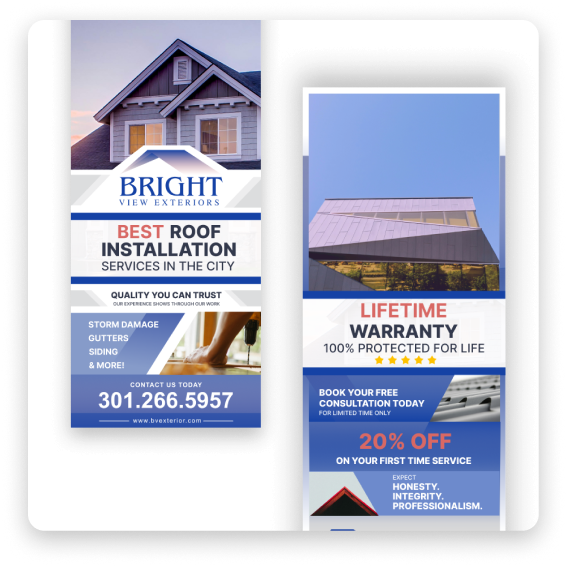 BRIGHT
VIEW EXTERIORS
BEST ROOF
INSTALLATION
SERVICES IN THE CITY
QUALITY YOU CAN TRUST
OUR EXPERIENCE SHOWS THROUGH OUR WORK
STORM DAMAGE
GUTTERS
SIDING
& MORE!
CONTACT US TODAY
301.266.5957
www.bvexterior.com
LIFETIME
WARRANTY
100% PROTECTED FOR LIFE
BOOK YOUR FREE
CONSULTATION TODAY
FOR LIMITED TIME ONLY
20% OFF
ON YOUR FIRST TIME SERVICE
EXPECT
HONESTY.
INTEGRITY.
PROFESSIONALISM.